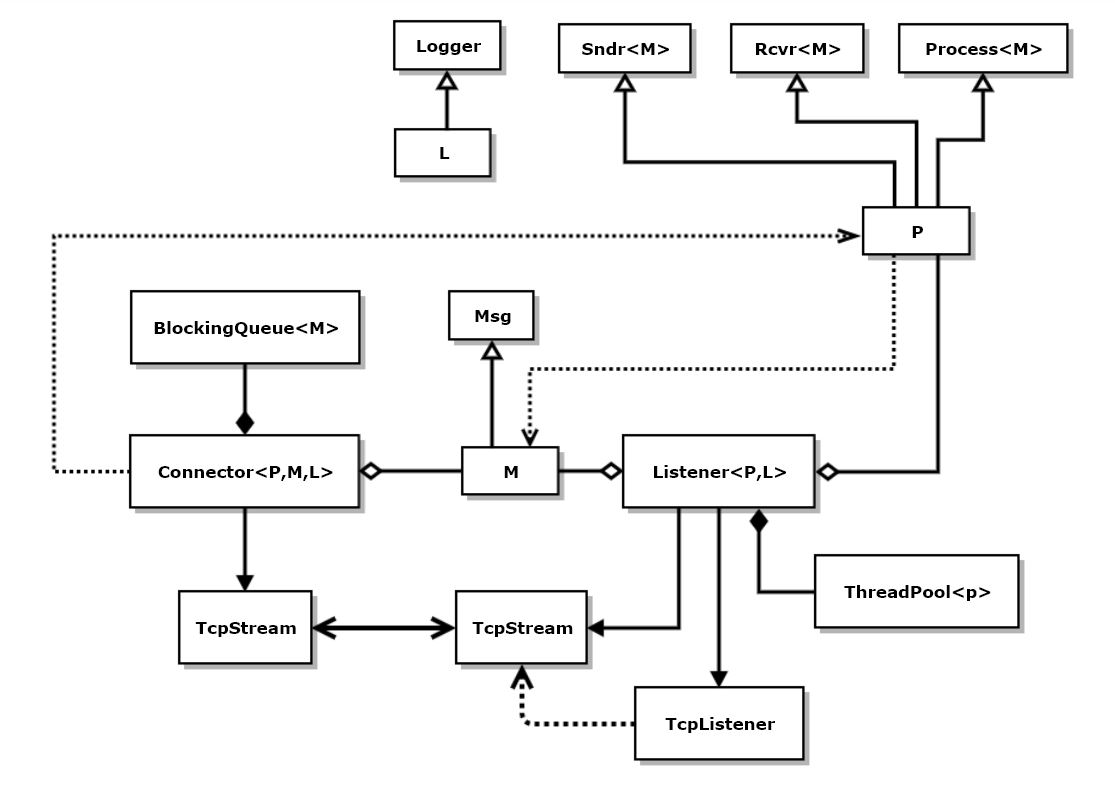 Logger
Sndr<M>
Rcvr<M>
Process<M>
L
P
BlockingQueue<M>
Msg
Connector<P,M,L>
M
Listener<P,L>
ThreadPool<p>
TcpStream
TcpStream
TcpListener